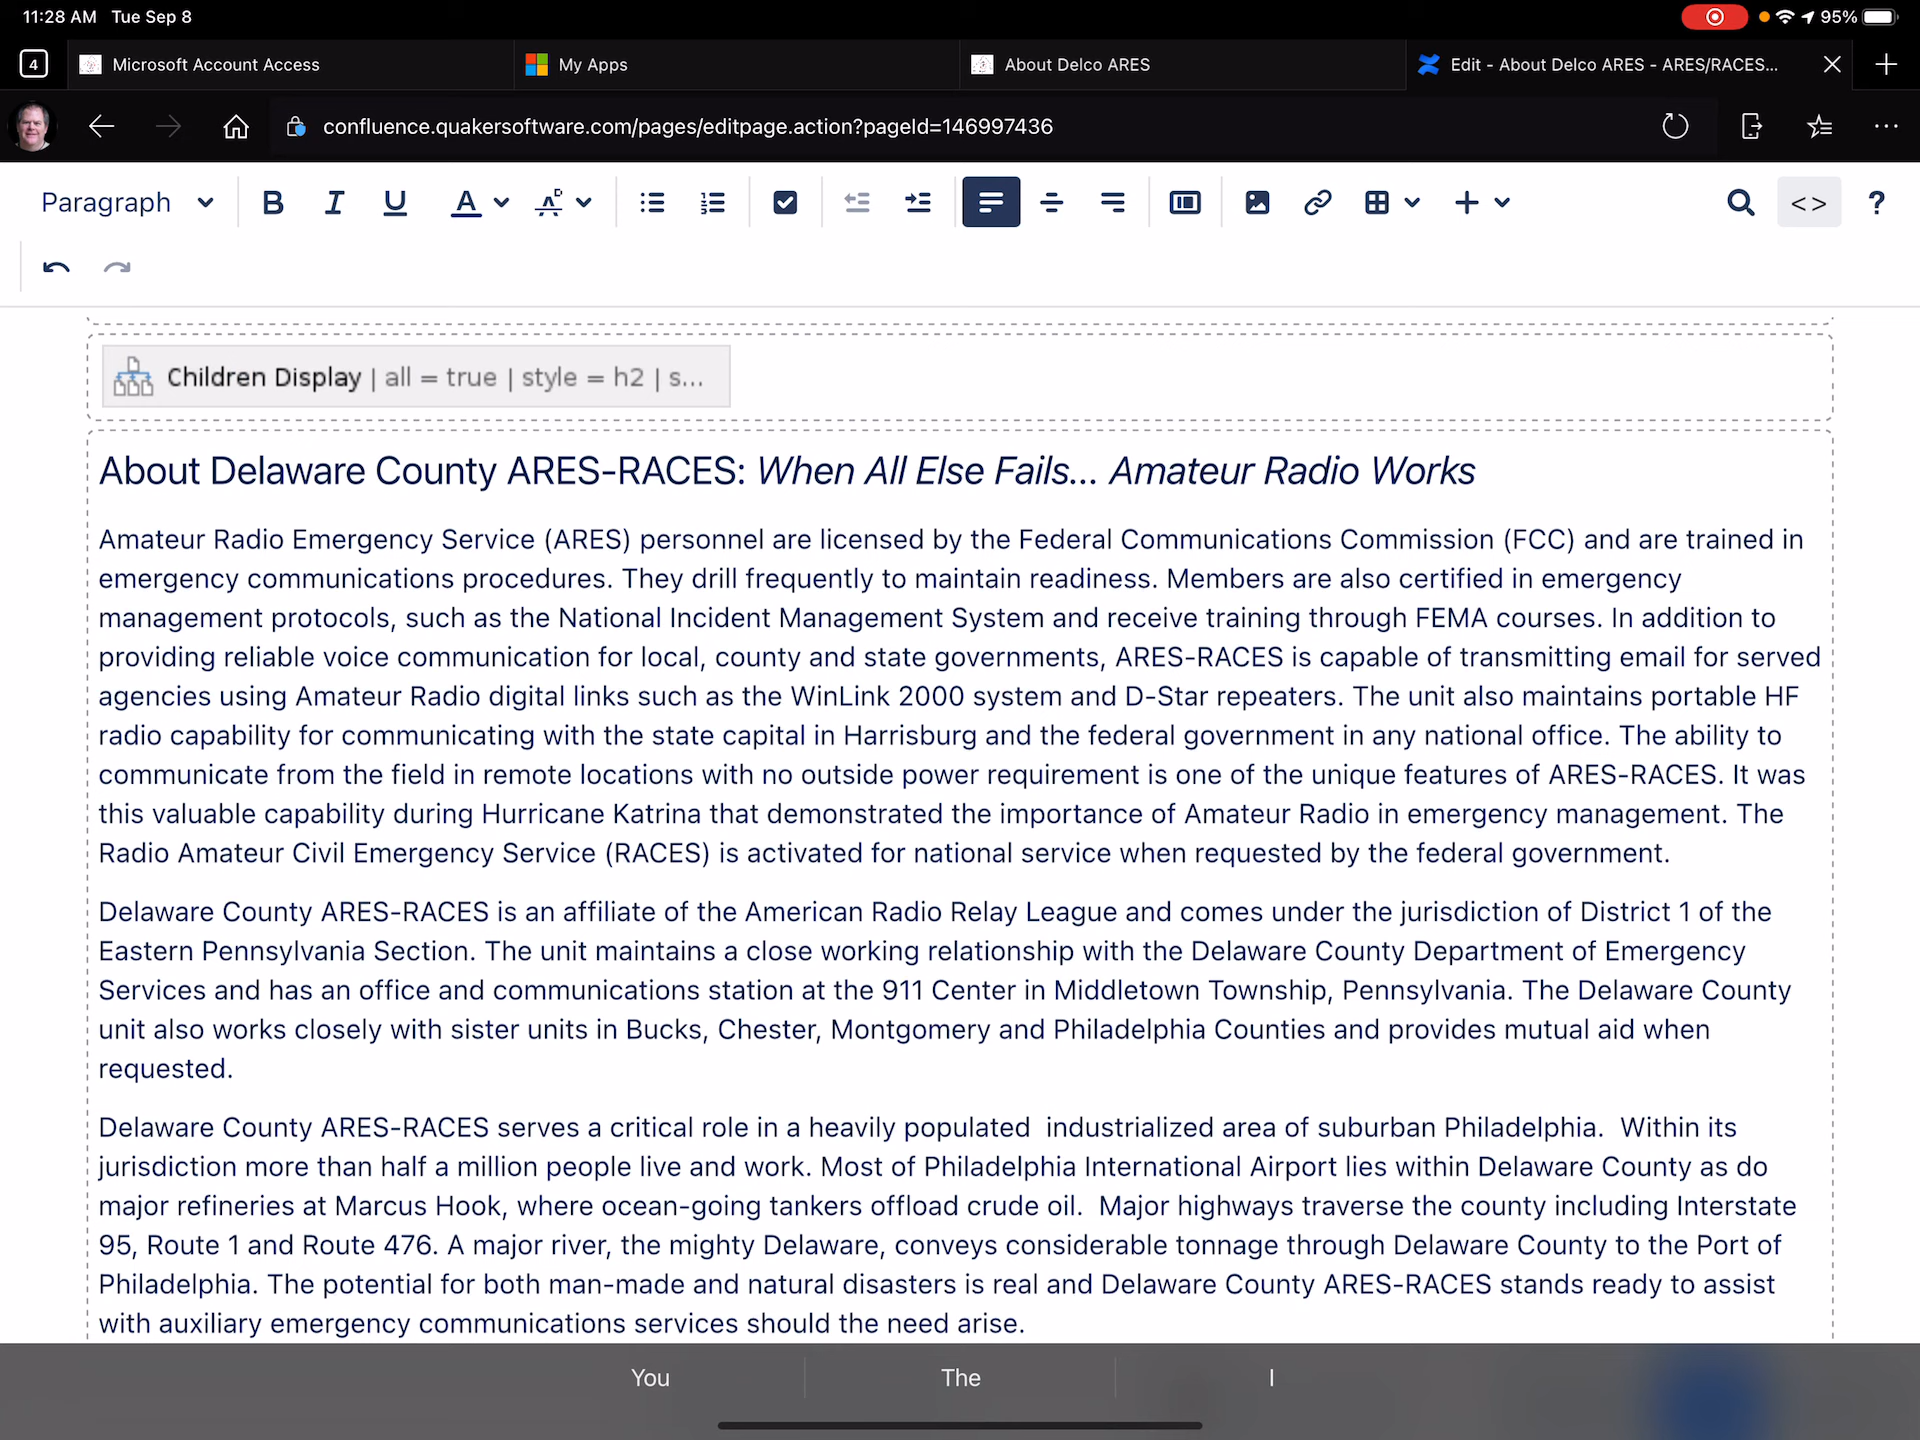 11:28 AM Tue Sep 8
95%
4
Microsoft Account Access
My Apps
About Delco ARES
Edit - About Delco ARES - ARES/RACES...
confluence.quakersoftware.com/pages/editpage.action?pageId=146997436
Paragraph
B I U A
<> ?
Children Display | all = true | style = h2 | s...
About Delaware County ARES-RACES: When All Else Fails... Amateur Radio Works
Amateur Radio Emergency Service (ARES) personnel are licensed by the Federal Communications Commission (FCC) and are trained in
emergency communications procedures. They drill frequently to maintain readiness. Members are also certified in emergency
management protocols, such as the National Incident Management System and receive training through FEMA courses. In addition to
providing reliable voice communication for local, county and state governments, ARES-RACES is capable of transmitting email for served
agencies using Amateur Radio digital links such as the WinLink 2000 system and D-Star repeaters. The unit also maintains portable HF
radio capability for communicating with the state capital in Harrisburg and the federal government in any national office. The ability to
communicate from the field in remote locations with no outside power requirement is one of the unique features of ARES-RACES. It was
this valuable capability during Hurricane Katrina that demonstrated the importance of Amateur Radio in emergency management. The
Radio Amateur Civil Emergency Service (RACES) is activated for national service when requested by the federal government.
Delaware County ARES-RACES is an affiliate of the American Radio Relay League and comes under the jurisdiction of District 1 of the
Eastern Pennsylvania Section. The unit maintains a close working relationship with the Delaware County Department of Emergency
Services and has an office and communications station at the 911 Center in Middletown Township, Pennsylvania. The Delaware County
unit also works closely with sister units in Bucks, Chester, Montgomery and Philadelphia Counties and provides mutual aid when
requested.
Delaware County ARES-RACES serves a critical role in a heavily populated  industrialized area of suburban Philadelphia.  Within its
jurisdiction more than half a million people live and work. Most of Philadelphia International Airport lies within Delaware County as do
major refineries at Marcus Hook, where ocean-going tankers offload crude oil.  Major highways traverse the county including Interstate
95, Route 1 and Route 476. A major river, the mighty Delaware, conveys considerable tonnage through Delaware County to the Port of
Philadelphia. The potential for both man-made and natural disasters is real and Delaware County ARES-RACES stands ready to assist
with auxiliary emergency communications services should the need arise.
You The I